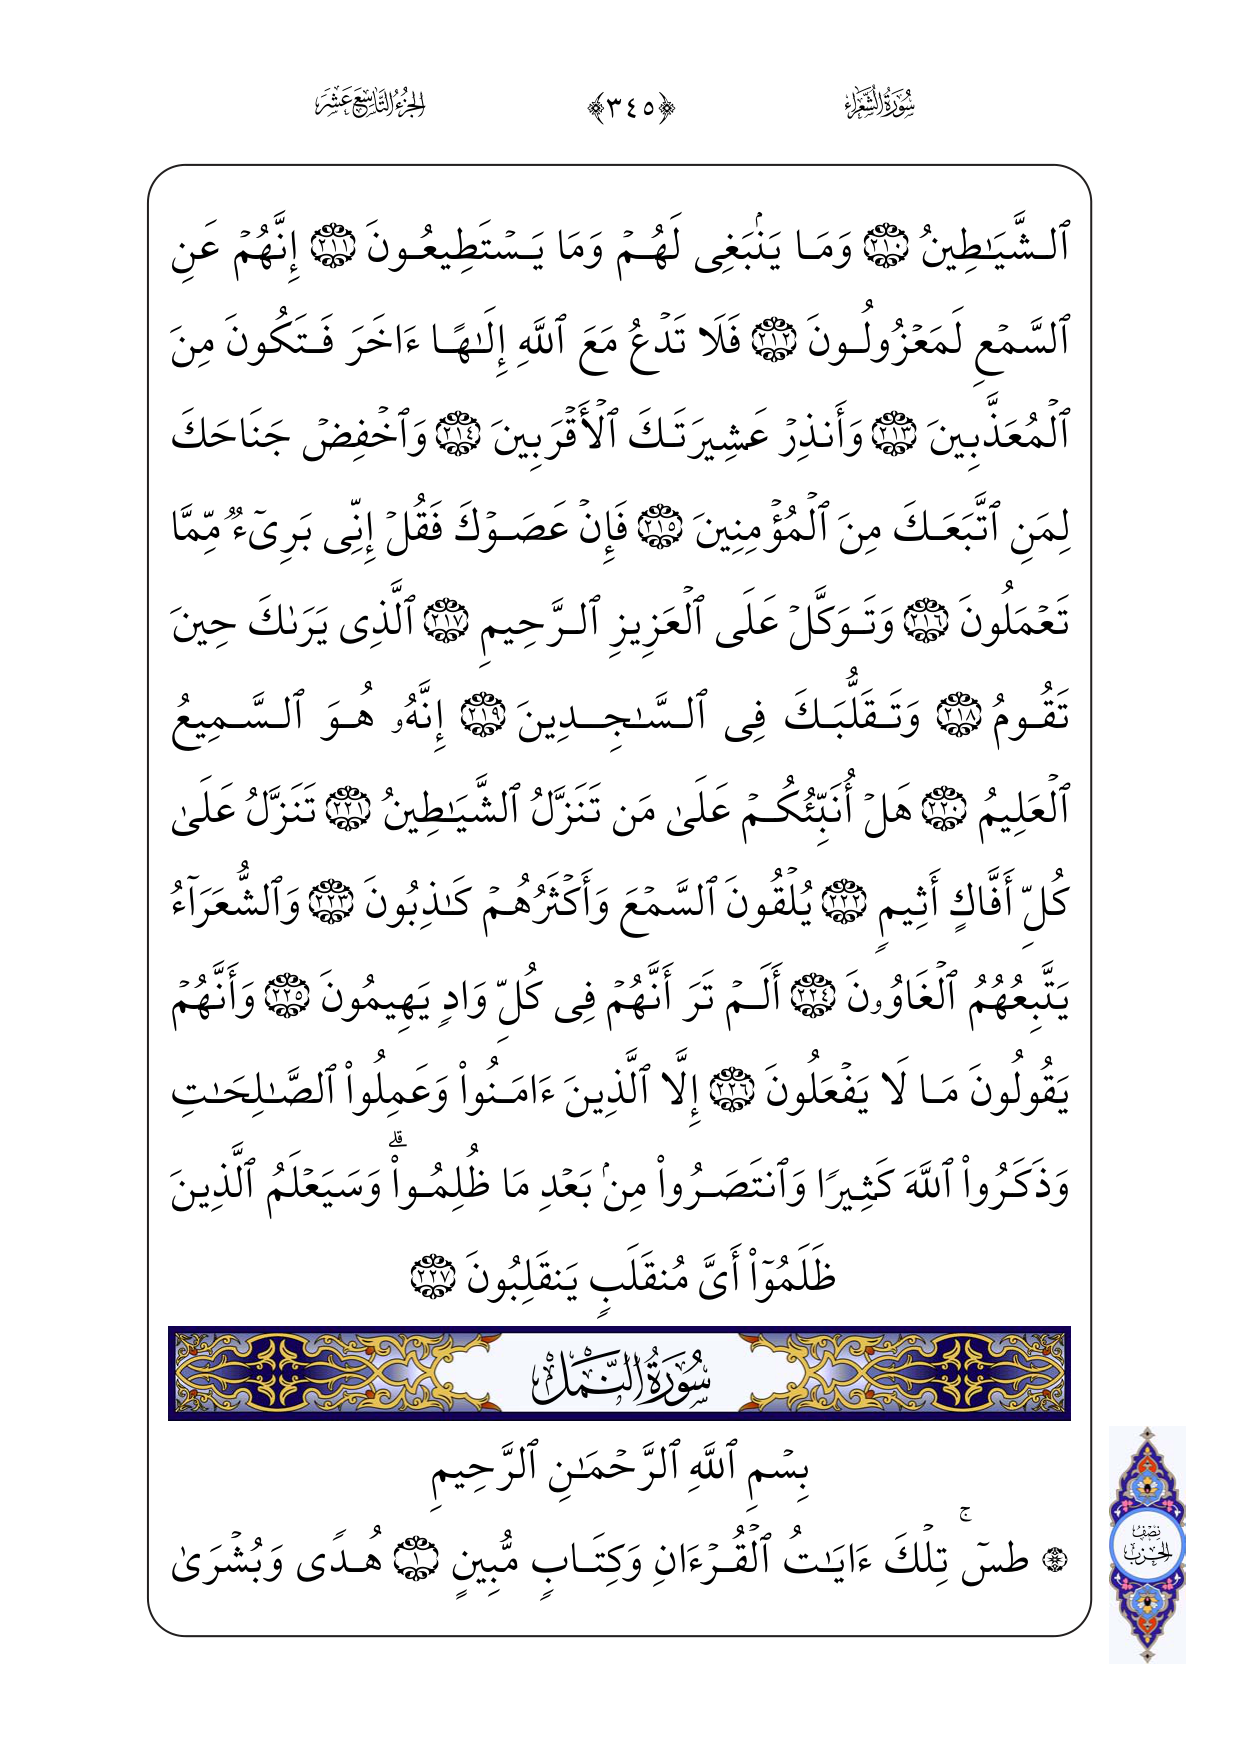 سُورَةُ الشُّعَرَاءِ ﴿٣٤٥﴾ الجُزْءُ التَّاسِعَ عَشَرَ
ٱلشَّيَـٰطِينُ ٢١٠ وَمَا يَنۢبَغِى لَهُمۡ وَمَا يَسۡتَطِيعُونَ ٢١١ إِنَّهُمۡ عَنِ
ٱلسَّمۡعِ لَمَعۡزُولُونَ ٢١٢ فَلَا تَدۡعُ مَعَ ٱللَّهِ إِلَـٰهًا ءَاخَرَ فَتَكُونَ مِنَ
ٱلۡمُعَذَّبِينَ ٢١٣ وَأَنذِرۡ عَشِيرَتَكَ ٱلۡأَقۡرَبِينَ ٢١٤ وَٱخۡفِضۡ جَنَاحَكَ
لِمَنِ ٱتَّبَعَكَ مِنَ ٱلۡمُؤۡمِنِينَ ٢١٥ فَإِنۡ عَصَوۡكَ فَقُلۡ إِنِّى بَرِىٓءٌ مِّمَّا
تَعۡمَلُونَ ٢١٦ وَتَوَكَّلۡ عَلَى ٱلۡعَزِيزِ ٱلرَّحِيمِ ٢١٧ ٱلَّذِى يَرَىٰكَ حِينَ
تَقُومُ ٢١٨ وَتَقَلُّبَكَ فِى ٱلسَّـٰجِدِينَ ٢١٩ إِنَّهُۥ هُوَ ٱلسَّمِيعُ
ٱلۡعَلِيمُ ٢٢٠ هَلۡ أُنَبِّئُكُمۡ عَلَىٰ مَن تَنَزَّلُ ٱلشَّيَـٰطِينُ ٢٢١ تَنَزَّلُ عَلَىٰ
كُلِّ أَفَّاكٍ أَثِيمٍ ٢٢٢ يُلۡقُونَ ٱلسَّمۡعَ وَأَكۡثَرُهُمۡ كَـٰذِبُونَ ٢٢٣ وَٱلشُّعَرَآءُ
يَتَّبِعُهُمُ ٱلۡغَاوُۥنَ ٢٢٤ أَلَمۡ تَرَ أَنَّهُمۡ فِى كُلِّ وَادٍ يَهِيمُونَ ٢٢٥ وَأَنَّهُمۡ
يَقُولُونَ مَا لَا يَفۡعَلُونَ ٢٢٦ إِلَّا ٱلَّذِينَ ءَامَنُوا۟ وَعَمِلُوا۟ ٱلصَّـٰلِحَـٰتِ
وَذَكَرُوا۟ ٱللَّهَ كَثِيرًا وَٱنتَصَرُوا۟ مِنۢ بَعۡدِ مَا ظُلِمُوا۟ۗ وَسَيَعۡلَمُ ٱلَّذِينَ
ظَلَمُوٓا۟ أَىَّ مُنقَلَبٍ يَنقَلِبُونَ ٢٢٧
سُورَةُ النَّمۡلِ
بِسۡمِ ٱللَّهِ ٱلرَّحۡمَـٰنِ ٱلرَّحِيمِ
۞ طسٓۚ تِلۡكَ ءَايَـٰتُ ٱلۡقُرۡءَانِ وَكِتَابٍ مُّبِينٍ ١ هُدًى وَبُشۡرَىٰ
نِصۡفُ
الحِزۡبِ